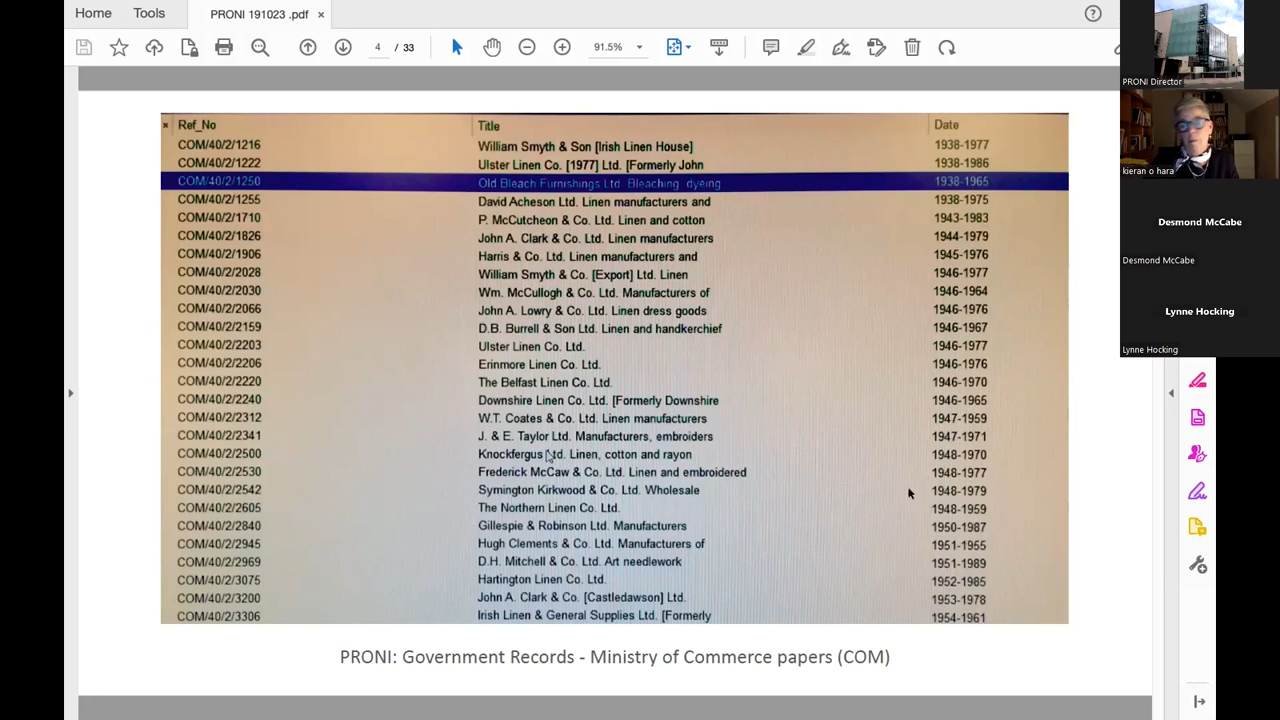 Home Tools PRONI 191023 .pdf ×
4 / 33 91.5%
× Ref_No Title Date
COM/40/2/1216 William Smyth & Son [Irish Linen House] 1938-1977
COM/40/2/1222 Ulster Linen Co. [1977] Ltd. [Formerly John 1938-1986
COM/40/2/1250 Old Bleach Furnishings Ltd Bleaching dyeing 1938-1965
COM/40/2/1255 David Acheson Ltd. Linen manufacturers and 1938-1975
COM/40/2/1710 P. McCutcheon & Co. Ltd. Linen and cotton 1943-1983
COM/40/2/1826 John A. Clark & Co. Ltd. Linen manufacturers 1944-1979
COM/40/2/1906 Harris & Co. Ltd. Linen manufacturers and 1945-1976
COM/40/2/2028 William Smyth & Co. [Export] Ltd. Linen 1946-1977
COM/40/2/2030 Wm. McCullogh & Co. Ltd. Manufacturers of 1946-1964
COM/40/2/2066 John A. Lowry & Co. Ltd. Linen dress goods 1946-1976
COM/40/2/2159 D.B. Burrell & Son Ltd. Linen and handkerchief 1946-1967
COM/40/2/2203 Ulster Linen Co. Ltd. 1946-1977
COM/40/2/2206 Erinmore Linen Co. Ltd. 1946-1976
COM/40/2/2220 The Belfast Linen Co. Ltd. 1946-1970
COM/40/2/2240 Downshire Linen Co. Ltd. [Formerly Downshire 1946-1965
COM/40/2/2312 W.T. Coates & Co. Ltd. Linen manufacturers 1947-1959
COM/40/2/2341 J. & E. Taylor Ltd. Manufacturers, embroiders 1947-1971
COM/40/2/2500 Knockfergus Ltd. Linen, cotton and rayon 1948-1970
COM/40/2/2530 Frederick McCaw & Co. Ltd. Linen and embroidered 1948-1977
COM/40/2/2542 Symington Kirkwood & Co. Ltd. Wholesale 1948-1979
COM/40/2/2605 The Northern Linen Co. Ltd. 1948-1959
COM/40/2/2840 Gillespie & Robinson Ltd. Manufacturers 1950-1987
COM/40/2/2945 Hugh Clements & Co. Ltd. Manufacturers of 1951-1955
COM/40/2/2969 D.H. Mitchell & Co. Ltd. Art needlework 1951-1989
COM/40/2/3075 Hartington Linen Co. Ltd. 1952-1985
COM/40/2/3200 John A. Clark & Co. [Castledawson] Ltd. 1953-1978
COM/40/2/3306 Irish Linen & General Supplies Ltd. [Formerly 1954-1961
PRONI: Government Records - Ministry of Commerce papers (COM)
PRONI Director
kieran o hara
Desmond McCabe
Desmond McCabe
Lynne Hocking
Lynne Hocking